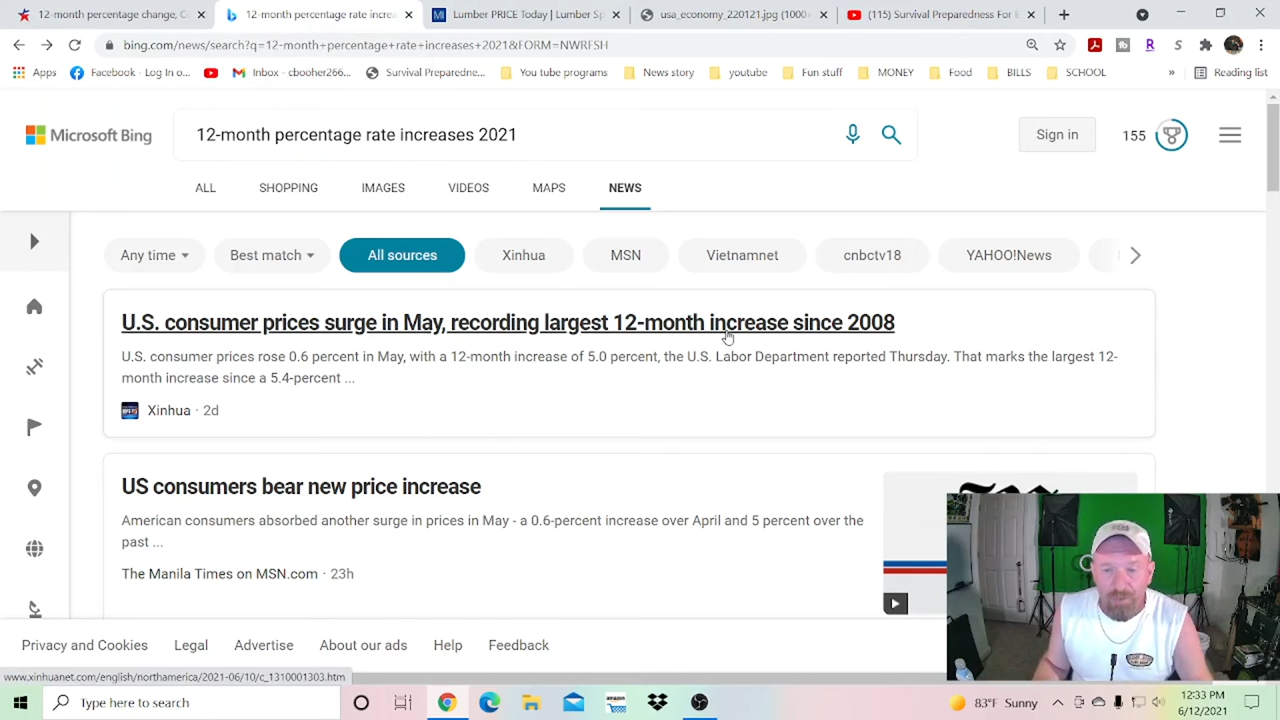 12-month percentage change, C
12-month percentage rate increa
Lumber PRICE Today | Lumber Sp
usa_economy_220121.jpg (1000×
(115) Survival Preparedness For B
bing.com/news/search?q=12-month+percentage+rate+increases+2021&FORM=NWRFSH
Apps
Facebook - Log In o...
Inbox - cbooher266...
Survival Preparedne...
You tube programs
News story
youtube
Fun stuff
MONEY
Food
BILLS
SCHOOL
»
Reading list
Microsoft Bing
12-month percentage rate increases 2021
Sign in
155
ALL
SHOPPING
IMAGES
VIDEOS
MAPS
NEWS
Any time
Best match
All sources
Xinhua
MSN
Vietnamnet
cnbctv18
YAHOO!News
U.S. consumer prices surge in May, recording largest 12-month increase since 2008
U.S. consumer prices rose 0.6 percent in May, with a 12-month increase of 5.0 percent, the U.S. Labor Department reported Thursday. That marks the largest 12-
month increase since a 5.4-percent ...
Xinhua · 2d
US consumers bear new price increase
American consumers absorbed another surge in prices in May - a 0.6-percent increase over April and 5 percent over the
past ...
The Manila Times on MSN.com · 23h
Privacy and Cookies
Legal
Advertise
About our ads
Help
Feedback
www.xinhuanet.com/english/northamerica/2021-06/10/c_1310001303.htm
Type here to search
amazon
83°F Sunny
12:33 PM
6/12/2021